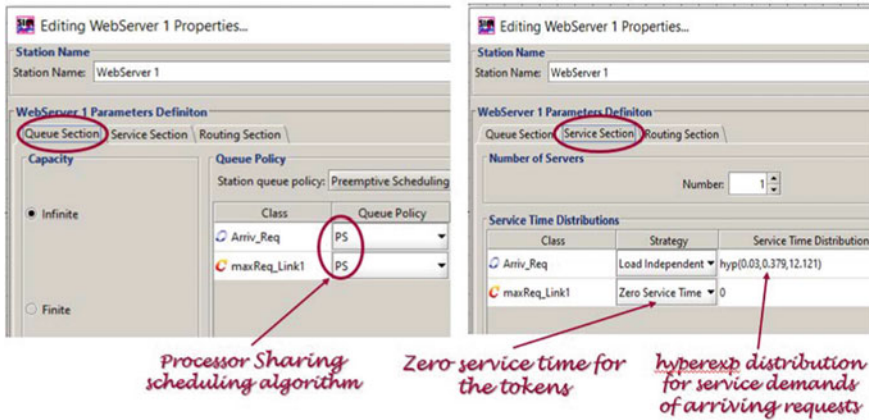 Editing WebServer 1 Properties...
Station Name
Station Name: WebServer 1
WebServer 1 Parameters Definiton
Queue Section Service Section Routing Section
Capacity
Infinite
Finite
Queue Policy
Station queue policy: Preemptive Scheduling
Class Queue Policy
Arriv_Req PS
maxReq_Link1 PS
Processor Sharing
scheduling algorithm
Editing WebServer 1 Properties...
Station Name
Station Name: WebServer 1
WebServer 1 Parameters Definiton
Queue Section Service Section Routing Section
Number of Servers
Number: 1
Service Time Distributions
Class Strategy Service Time Distribution
Arriv_Req Load Independent hyp(0.03,0.379,12.121)
maxReq_Link1 Zero Service Time 0
Zero service time for
the tokens
hyperexp distribution
for service demands
of arriving requests